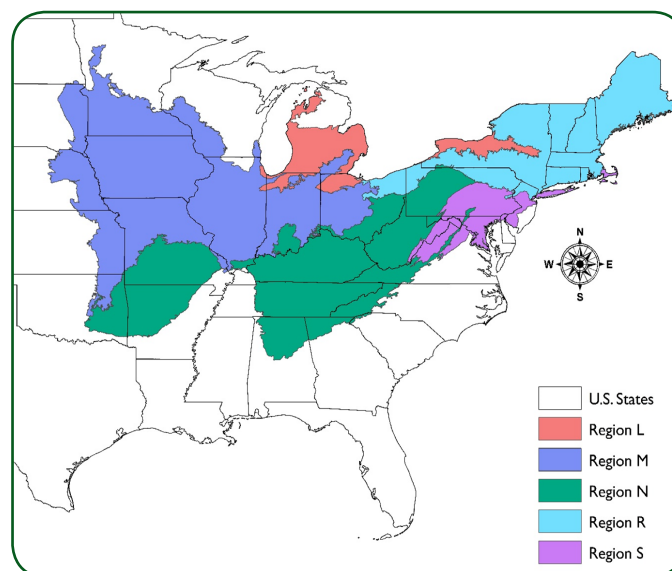 N
W
E
S
U.S. States
Region L
Region M
Region N
Region R
Region S